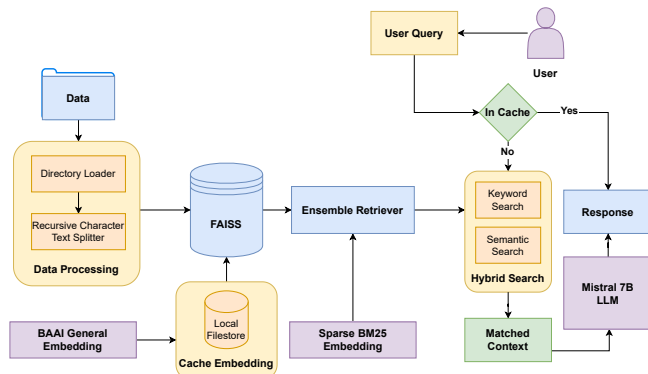 User Query
User
Data
In Cache
Yes
No
Directory Loader
Recursive Character
Text Splitter
Data Processing
FAISS
Ensemble Retriever
Keyword
Search
Semantic
Search
Hybrid Search
Response
Mistral 7B
LLM
BAAI General
Embedding
Local
Filestore
Cache Embedding
Sparse BM25
Embedding
Matched
Context